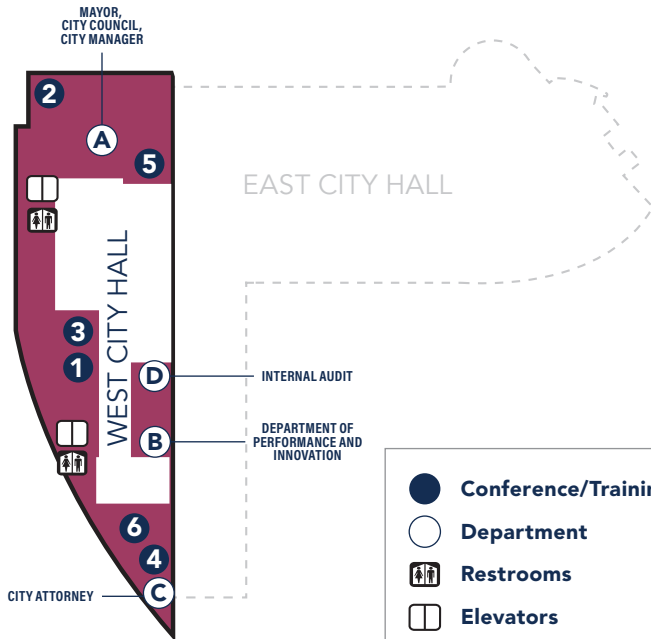 MAYOR,
CITY COUNCIL,
CITY MANAGER
2
A
5
EAST CITY HALL
WEST CITY HALL
3
1
D
INTERNAL AUDIT
B
DEPARTMENT OF
PERFORMANCE AND
INNOVATION
6
4
C
CITY ATTORNEY
Conference/Trainin
Department
Restrooms
Elevators